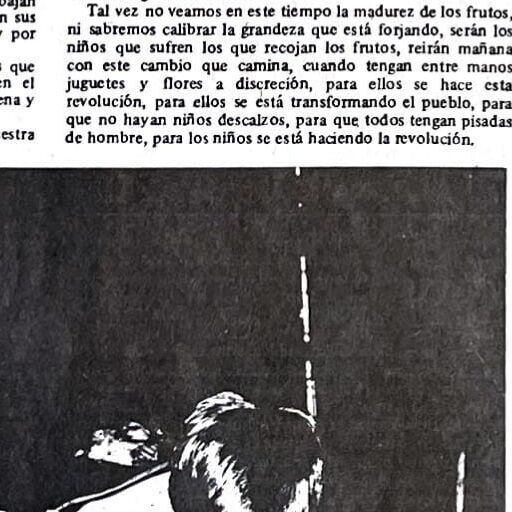 bajan
n sus
y por
que
en el
ena y
estra
Tal vez no veamos en este tiempo la madurez de los frutos,
ni sabremos calibrar la grandeza que está forjando, serán los
niños que sufren los que recojan los frutos, reirán mañana
con este cambio que camina, cuando tengan entre manos
juguetes y flores a discreción, para ellos se hace esta
revolución, para ellos se está transformando el pueblo, para
que no hayan niños descalzos, para que todos tengan pisadas
de hombre, para los niños se está haciendo la revolución.